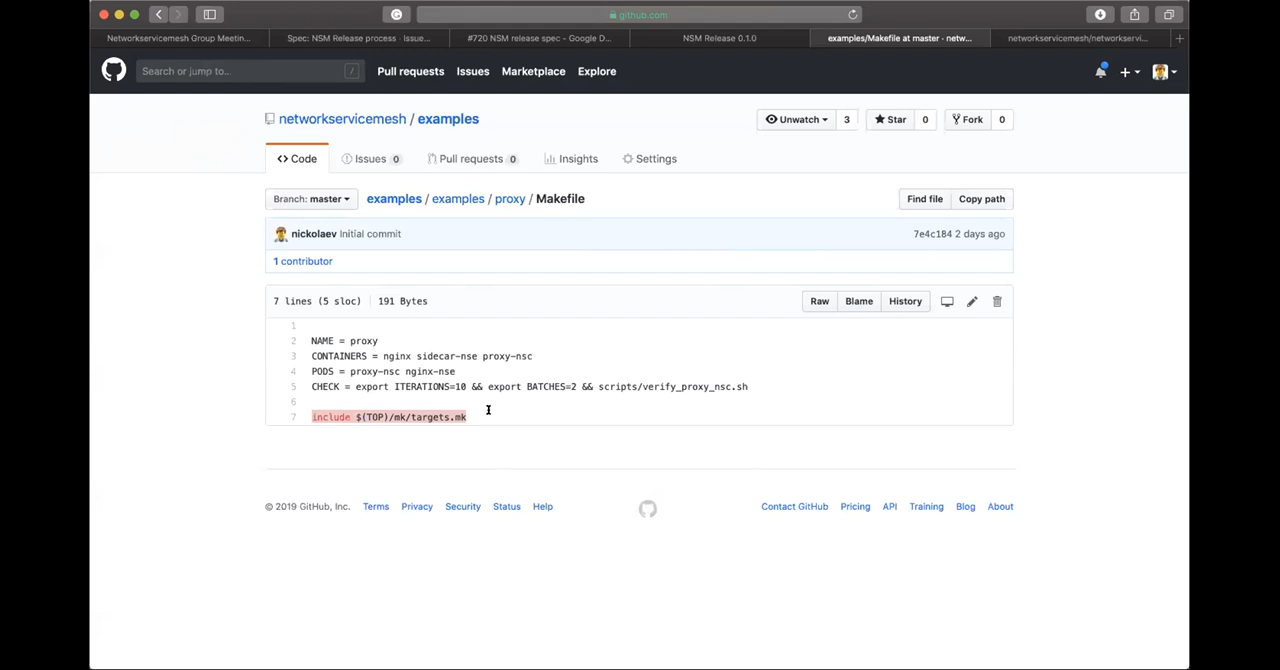 github.com
Networkservicemesh Group Meetin...
Spec: NSM Release process · Issue...
#720 NSM release spec - Google D...
NSM Release 0.1.0
examples/Makefile at master · netw...
networkservicemesh/networkservi...
Search or jump to...
/
Pull requests
Issues
Marketplace
Explore
networkservicemesh / examples
Unwatch
3
Star
0
Fork
0
Code
Issues 0
Pull requests 0
Insights
Settings
Branch: master
examples / examples / proxy / Makefile
Find file
Copy path
nickolaev Initial commit
7e4c184 2 days ago
1 contributor
7 lines (5 sloc)
191 Bytes
Raw
Blame
History
1
2 NAME = proxy
3 CONTAINERS = nginx sidecar-nse proxy-nsc
4 PODS = proxy-nsc nginx-nse
5 CHECK = export ITERATIONS=10 && export BATCHES=2 && scripts/verify_proxy_nsc.sh
6
7 include $(TOP)/mk/targets.mk
© 2019 GitHub, Inc.
Terms
Privacy
Security
Status
Help
Contact GitHub
Pricing
API
Training
Blog
About